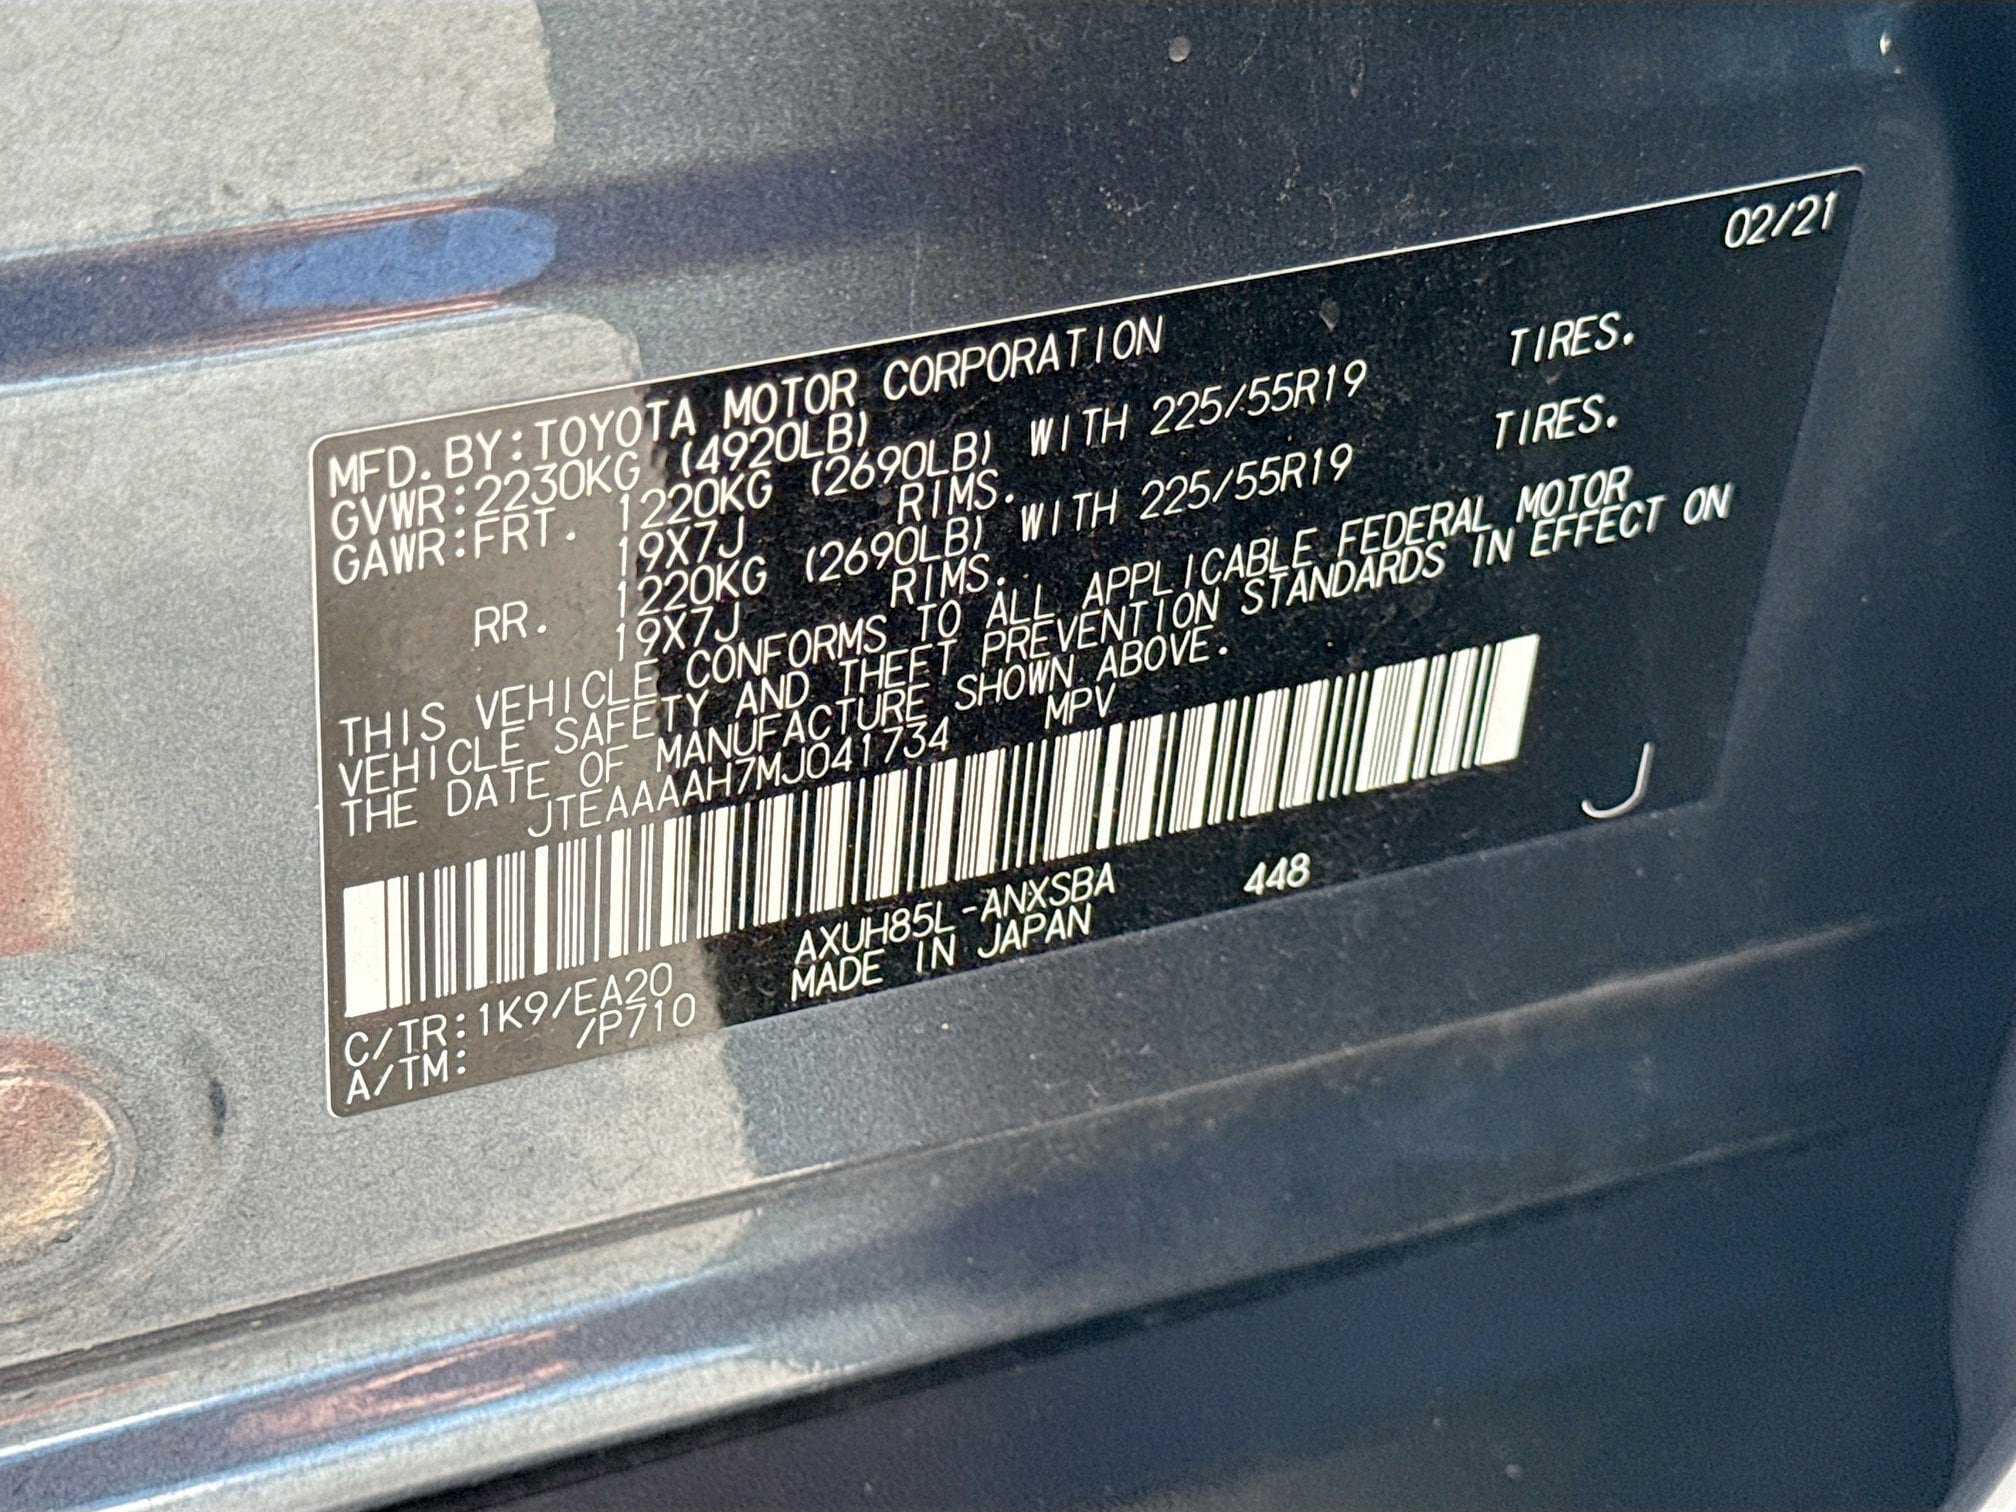 02/21
MFD.BY:TOYOTA MOTOR CORPORATION
GVWR:2230KG (4920LB)
GAWR:FRT. 1220KG (2690LB) WITH 225/55R19 TIRES.
19X7J RIMS.
RR. 1220KG (2690LB) WITH 225/55R19 TIRES.
19X7J RIMS.
THIS VEHICLE CONFORMS TO ALL APPLICABLE FEDERAL MOTOR
VEHICLE SAFETY AND THEFT PREVENTION STANDARDS IN EFFECT ON
THE DATE OF MANUFACTURE SHOWN ABOVE.
JTEAAAAH7MJ041734 MPV
C/TR:1K9/EA20 AXUH85L-ANXSBA 448
A/TM: /P710 MADE IN JAPAN
J